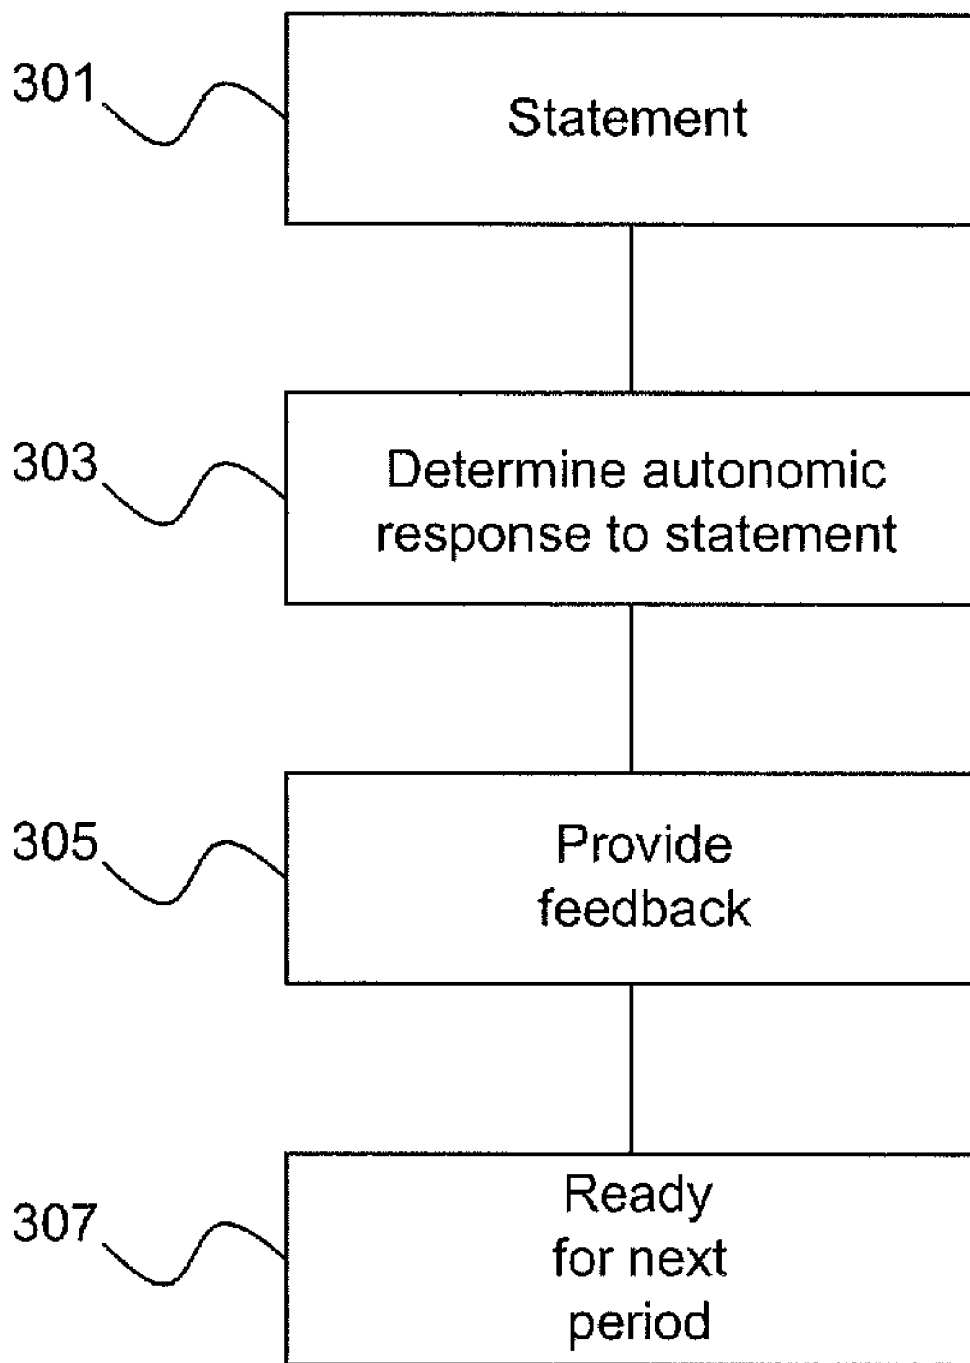 301
Statement
303
Determine autonomic
response to statement
305
Provide
feedback
307
Ready
for next
period